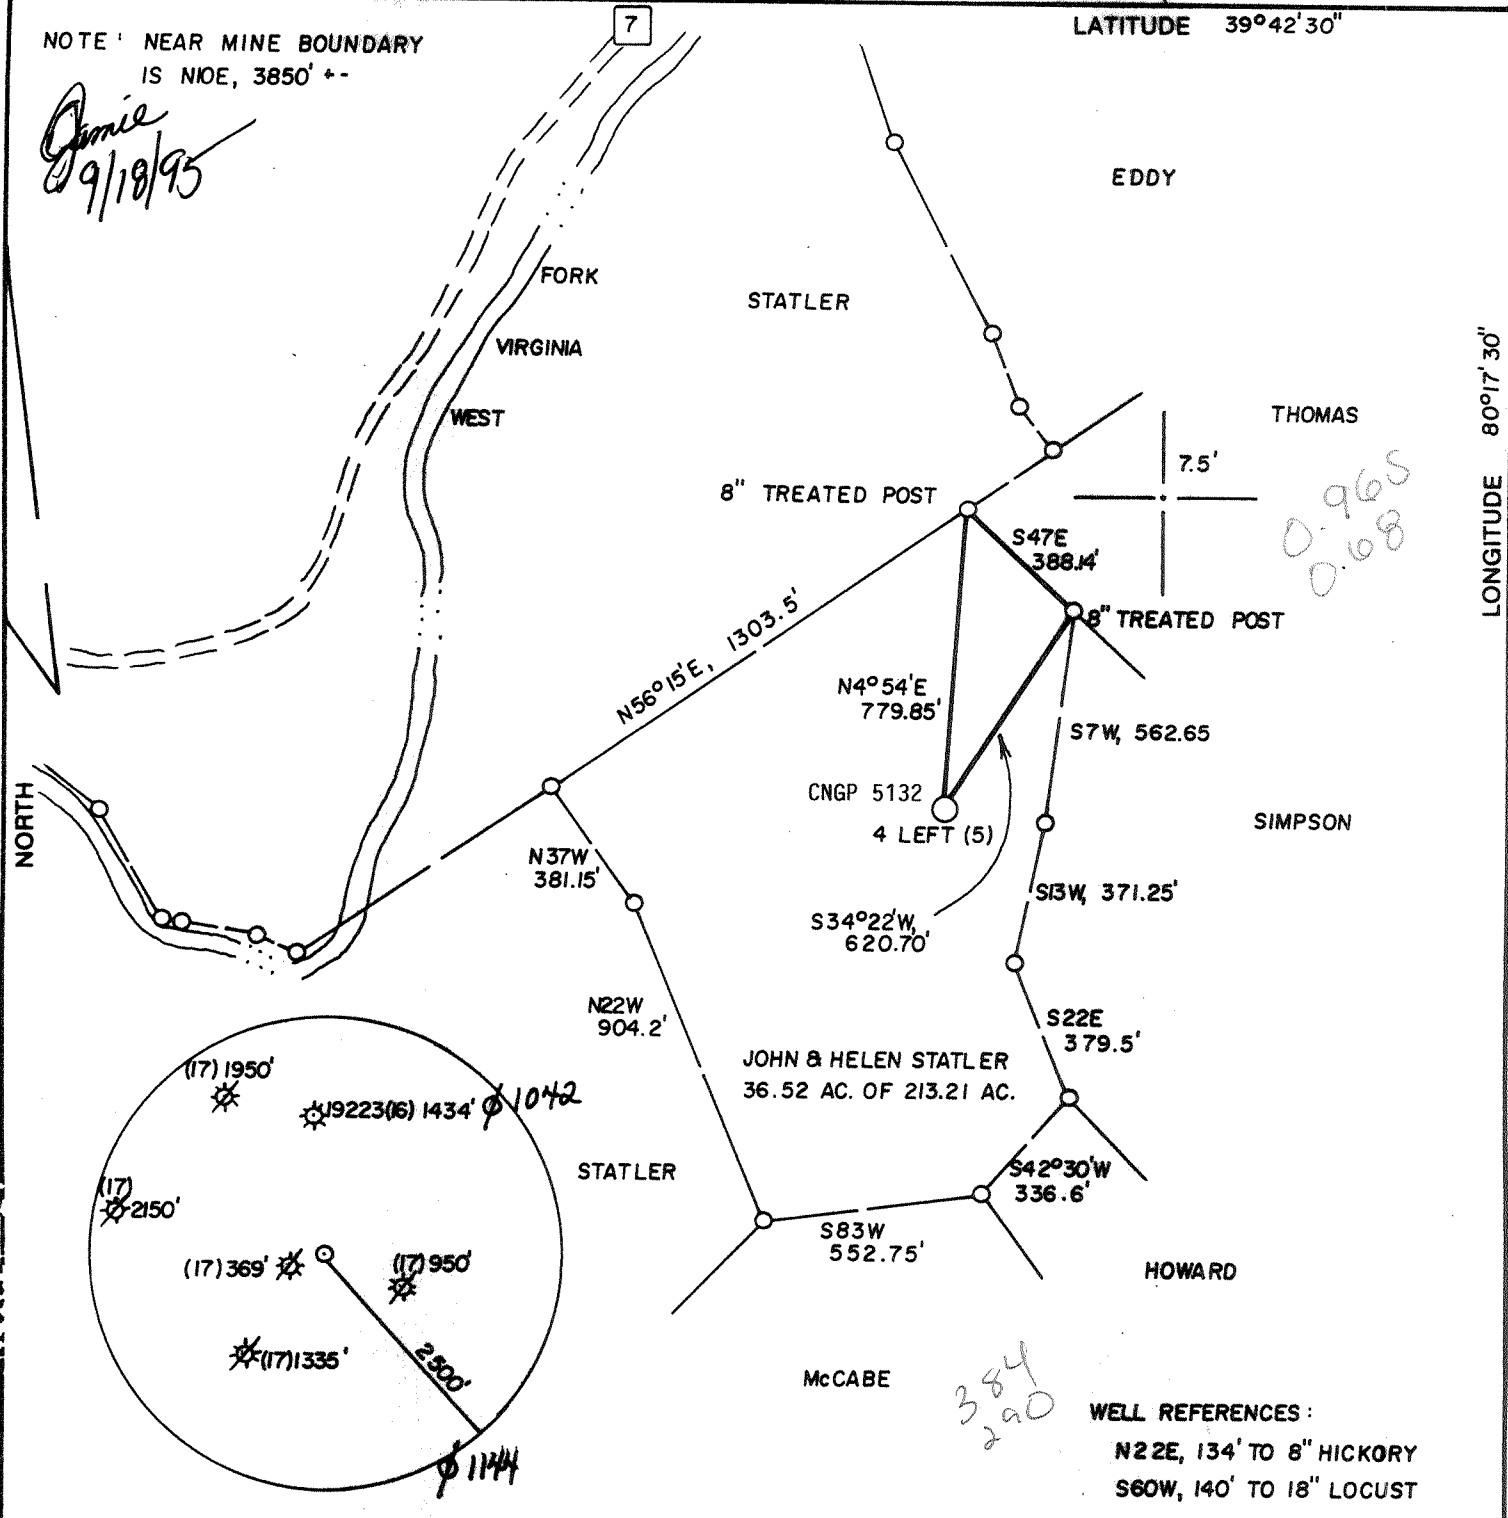 7
LATITUDE 39°42'30"
NOTE: NEAR MINE BOUNDARY
IS N10E, 3850' +-
Jamie
9/18/95
EDDY
FORK
STATLER
VIRGINIA
WEST
LONGITUDE 80°17'30"
THOMAS
7.5'
0.965
0.68
8" TREATED POST
S47E
388.14'
8" TREATED POST
N56°15'E, 1303.5'
N4°54'E
779.85'
S7W, 562.65
CNGP 5132
4 LEFT (5)
SIMPSON
NORTH
N37W
381.15'
S13W, 371.25'
S34°22'W,
620.70'
N22W
904.2'
S22E
379.5'
JOHN & HELEN STATLER
36.52 AC. OF 213.21 AC.
(17) 1950'
19223(16) 1434'
1042
STATLER
S42°30'W
336.6'
(17)
2150'
S83W
552.75'
(17) 369'
(17) 950'
HOWARD
(17) 1335'
2500'
McCABE
384
290
1144
WELL REFERENCES:
N22E, 134' TO 8" HICKORY
S60W, 140' TO 18" LOCUST